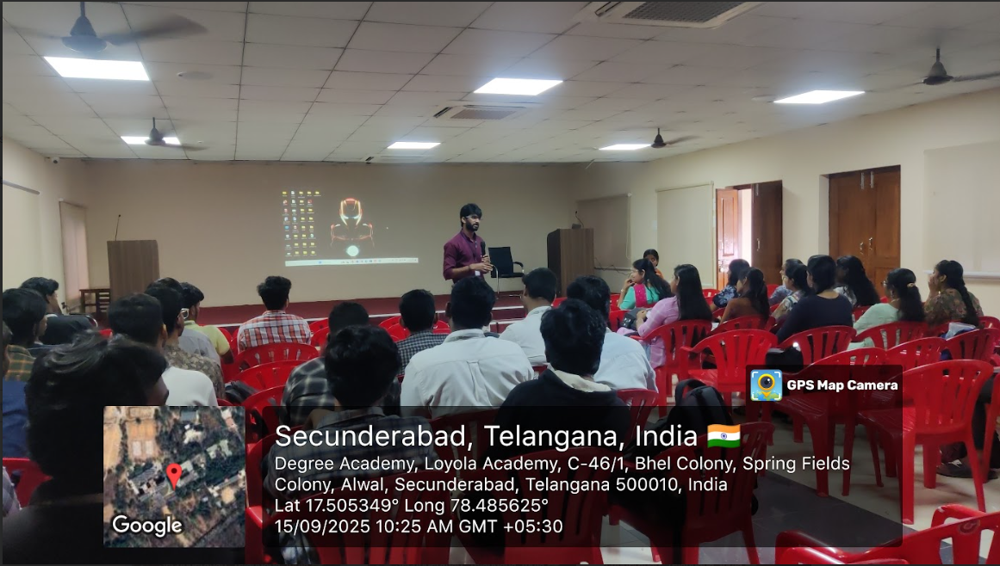 GPS Map Camera
Secunderabad, Telangana, India 🇮🇳
Degree Academy, Loyola Academy, C-46/1, Bhel Colony, Spring Fields
Colony, Alwal, Secunderabad, Telangana 500010, India
Lat 17.505349° Long 78.485625°
15/09/2025 10:25 AM GMT +05:30
Google